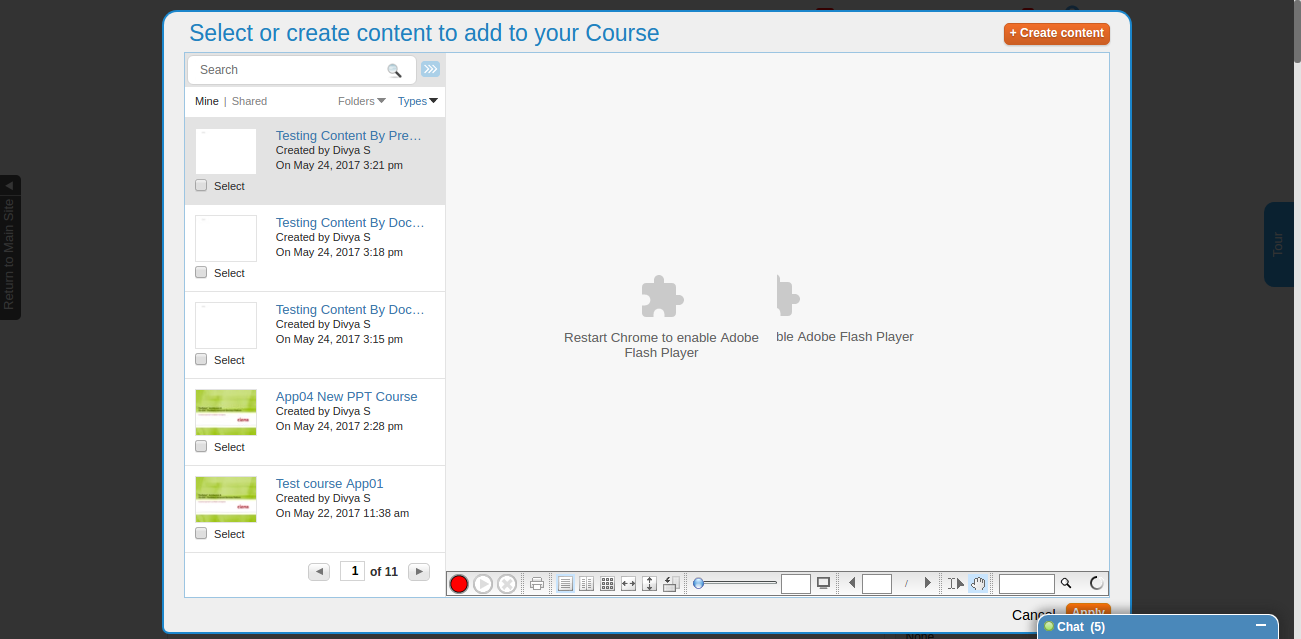 Select or create content to add to your Course
+ Create content
Search
Mine | Shared
Folders
Types
Testing Content By Pre…
Created by Divya S
On May 24, 2017 3:21 pm
Select
Testing Content By Doc…
Created by Divya S
On May 24, 2017 3:18 pm
Select
Testing Content By Doc…
Created by Divya S
On May 24, 2017 3:15 pm
Select
App04 New PPT Course
Created by Divya S
On May 24, 2017 2:28 pm
Select
Test course App01
Created by Divya S
On May 22, 2017 11:38 am
Select
1 of 11
Restart Chrome to enable Adobe
Flash Player
ble Adobe Flash Player
/
Cancel
Apply
Chat (5)
None
Return to Main Site
Tour